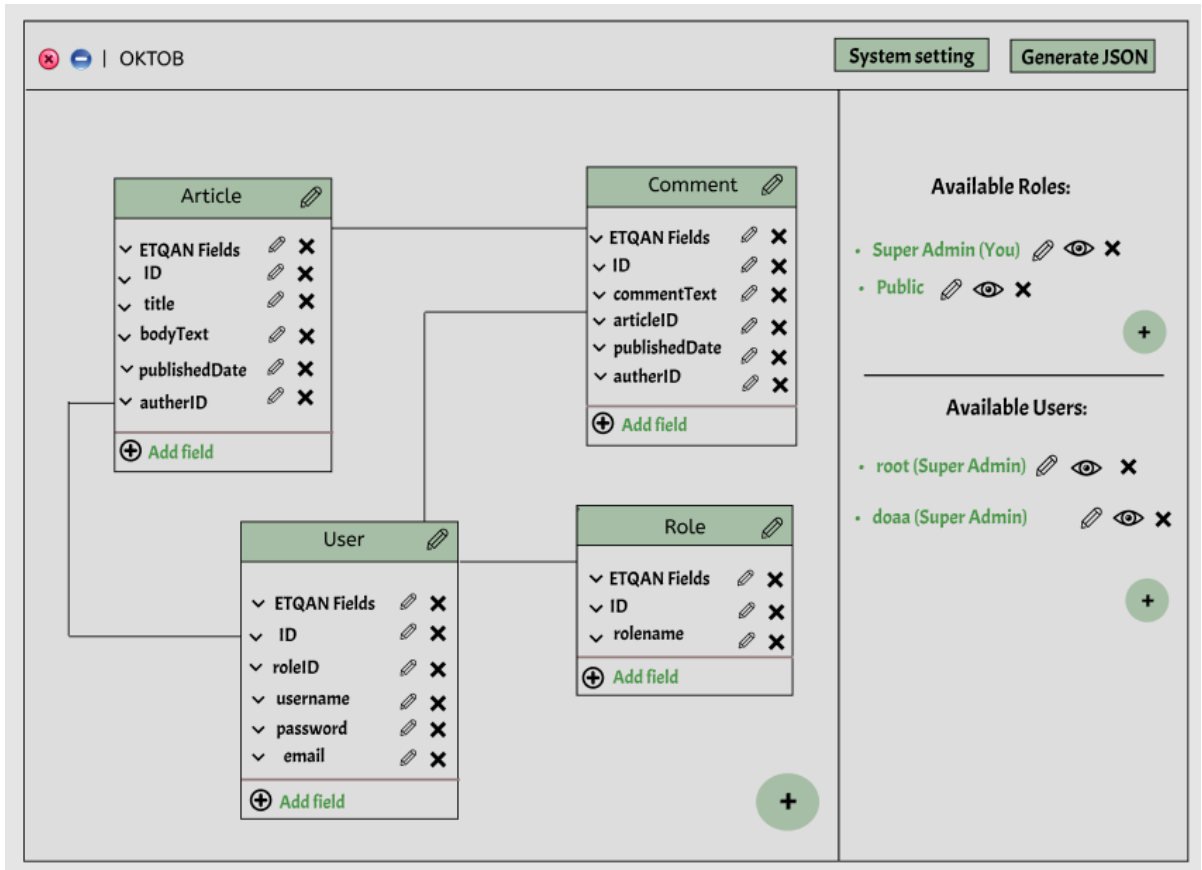 | OKTOB
System setting
Generate JSON
Article
ETQAN Fields
ID
title
bodyText
publishedDate
autherID
Add field
Comment
ETQAN Fields
ID
commentText
articleID
publishedDate
autherID
Add field
User
ETQAN Fields
ID
roleID
username
password
email
Add field
Role
ETQAN Fields
ID
rolename
Add field
+
Available Roles:
• Super Admin (You)
• Public
+
Available Users:
• root (Super Admin)
• doaa (Super Admin)
+